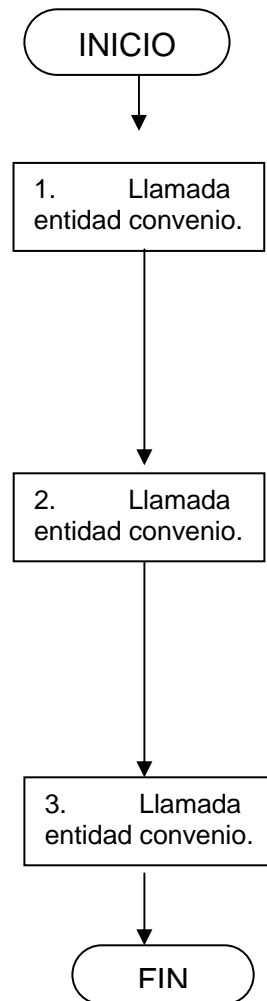 INICIO
1. Llamada
entidad convenio.
2. Llamada
entidad convenio.
3. Llamada
entidad convenio.
FIN